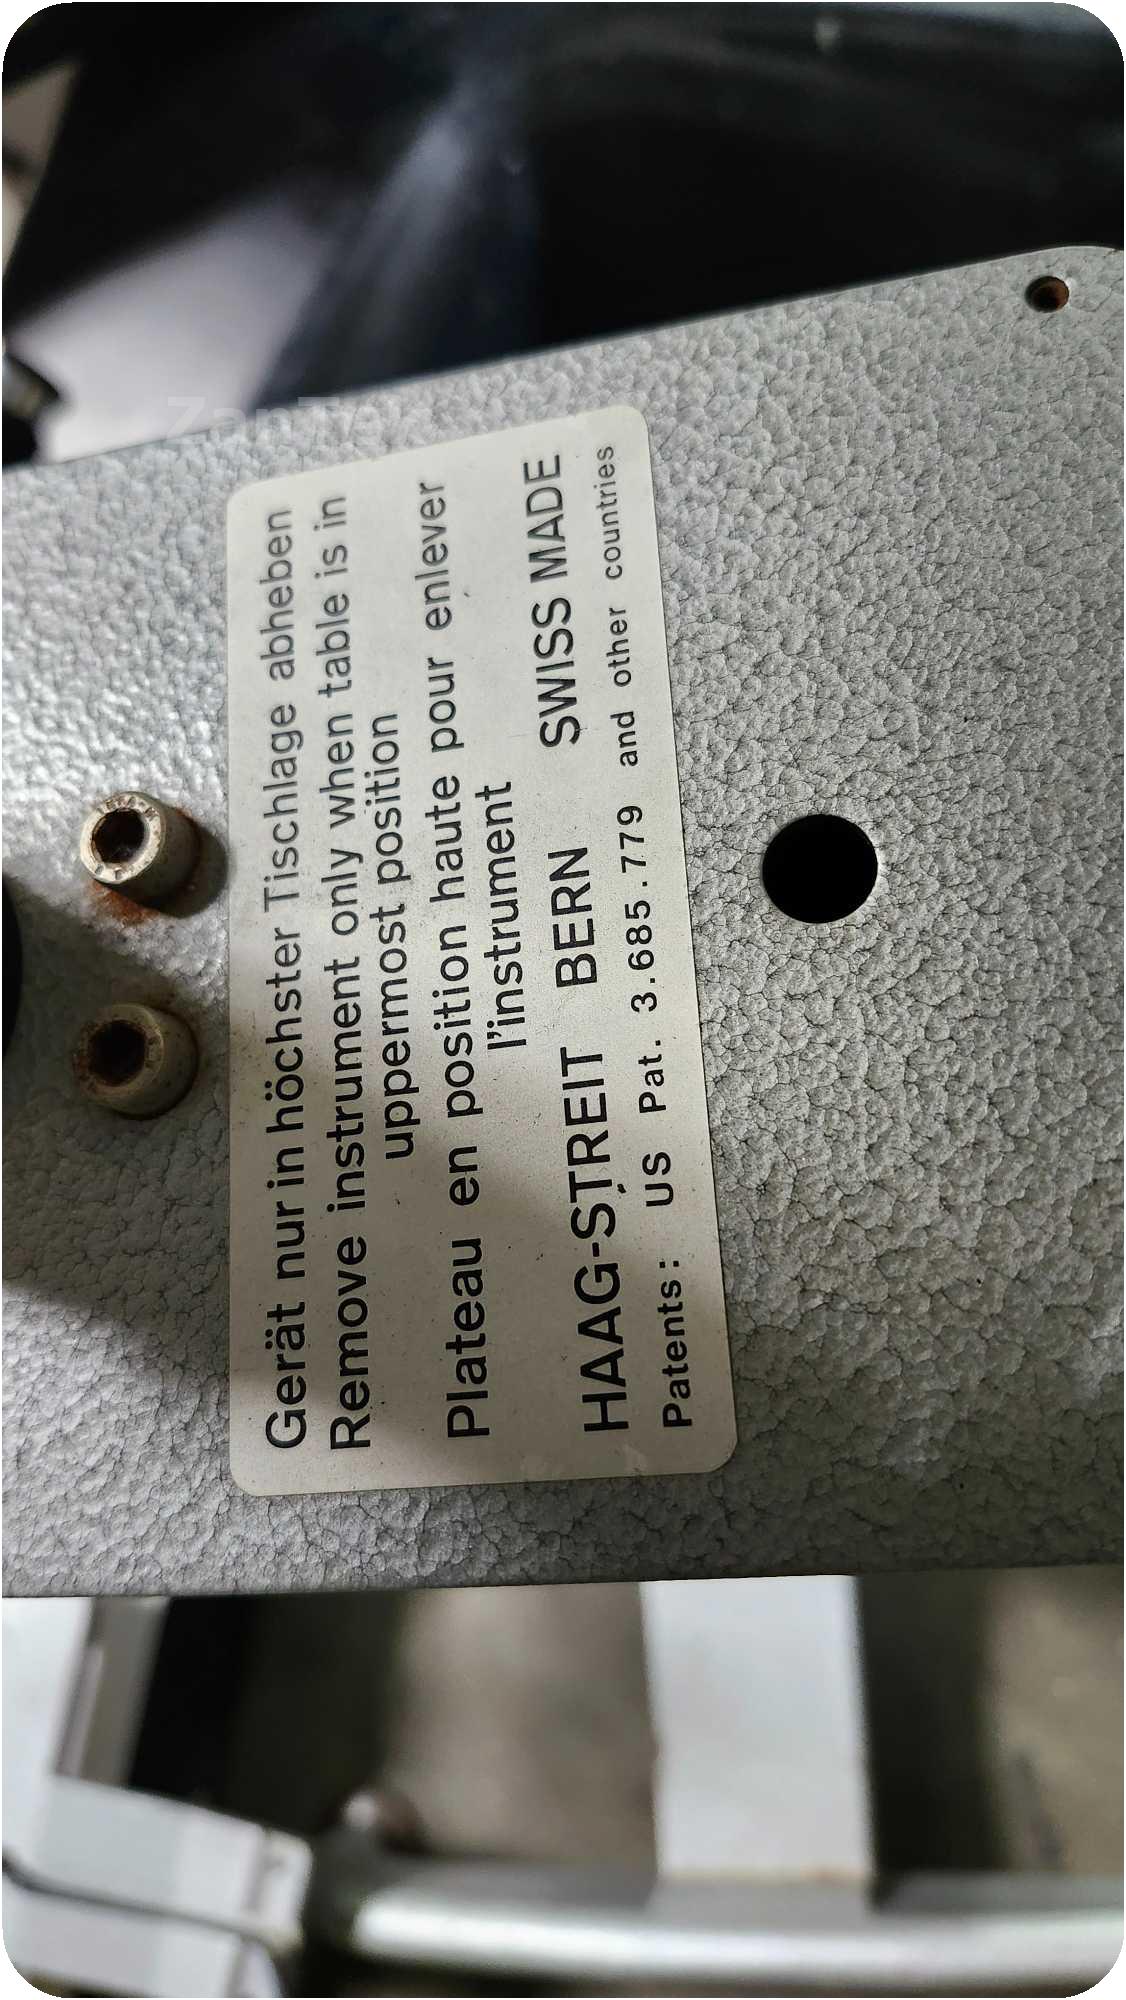 Gerät nur in höchster Tischlage abheben
Remove instrument only when table is in
uppermost position
Plateau en position haute pour enlever
l'instrument
HAAG-STREIT BERN SWISS MADE
Patents: US Pat. 3.685.779 and other countries